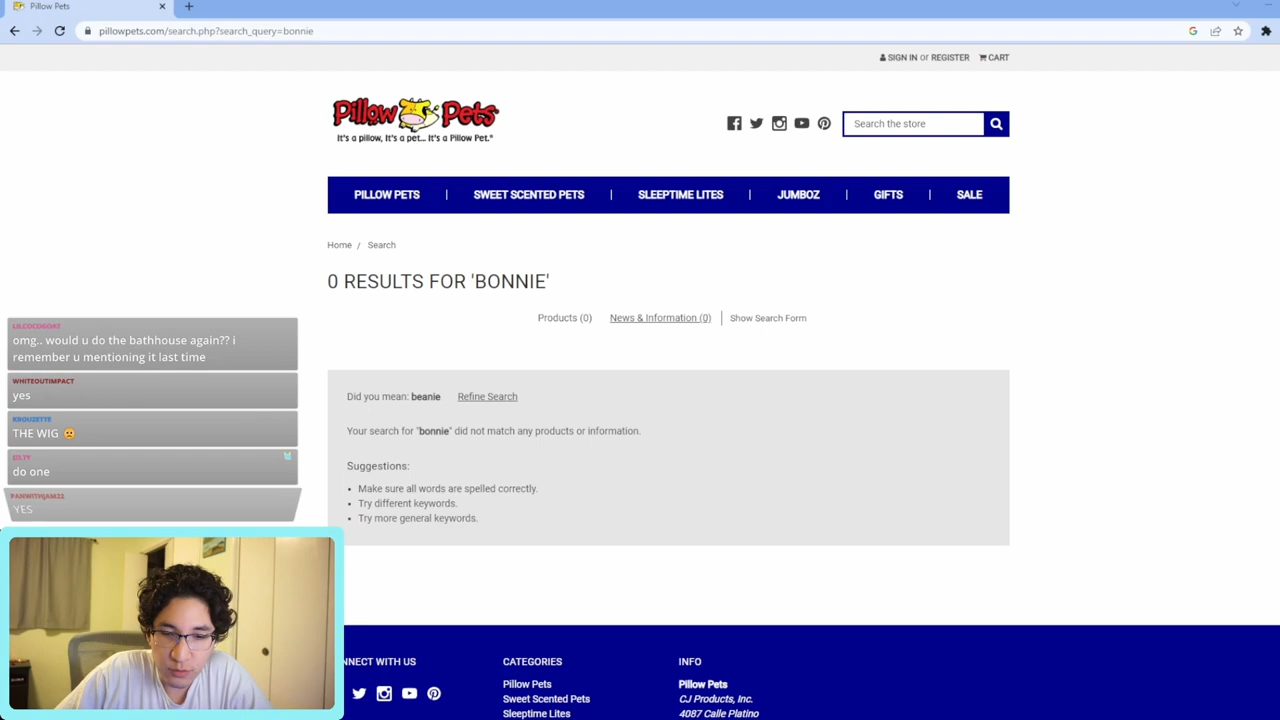 Pillow Pets
pillowpets.com/search.php?search_query=bonnie
SIGN IN or REGISTER CART
Pillow Pets
It's a pillow, It's a pet... It's a Pillow Pet.®
Search the store
PILLOW PETS
SWEET SCENTED PETS
SLEEPTIME LITES
JUMBOZ
GIFTS
SALE
Home / Search
0 RESULTS FOR 'BONNIE'
Products (0) News & Information (0) Show Search Form
Did you mean: beanie Refine Search
Your search for "bonnie" did not match any products or information.
Suggestions:
• Make sure all words are spelled correctly.
• Try different keywords.
• Try more general keywords.
LILCOCOGOAT
omg.. would u do the bathhouse again?? i
remember u mentioning it last time
WHITEOUTIMPACT
yes
KROUZETTE
THE WIG 🙁
do one
PANWITHJAM22
YES
NNECT WITH US
CATEGORIES
Pillow Pets
Sweet Scented Pets
Sleeptime Lites
INFO
Pillow Pets
CJ Products, Inc.
4087 Calle Platino